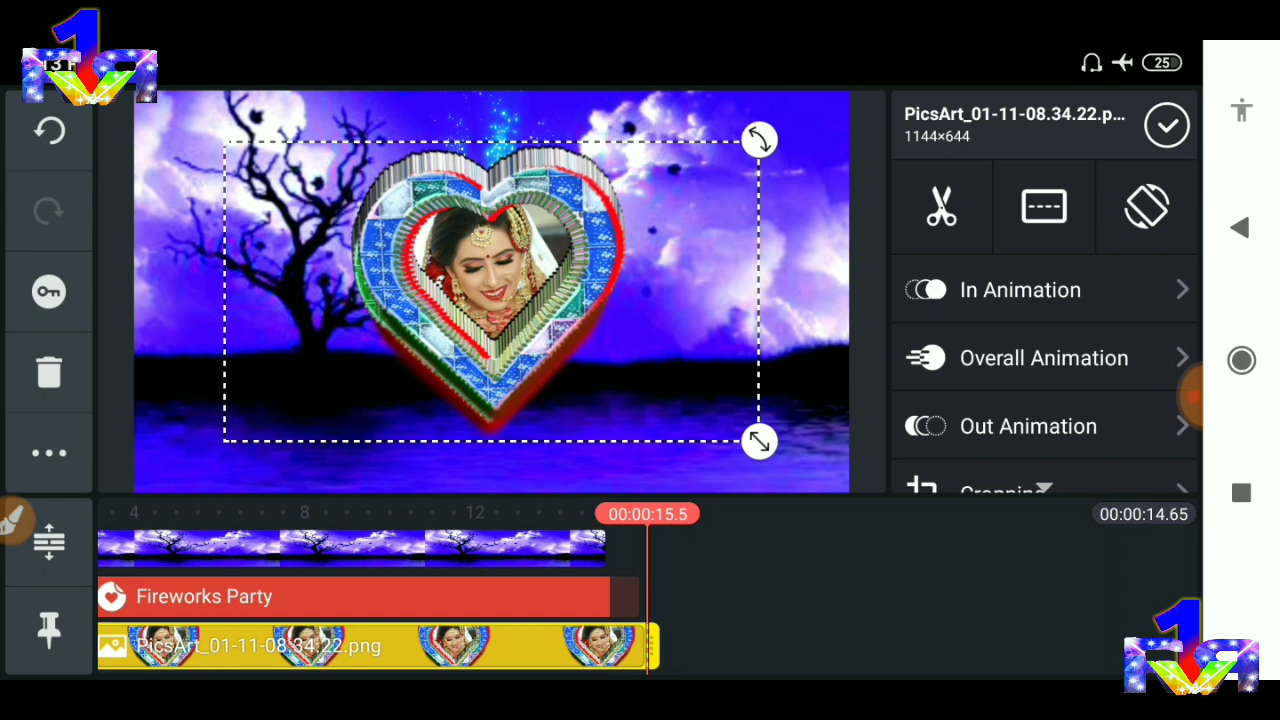 25
PicsArt_01-11-08.34.22.p...
1144×644
In Animation
Overall Animation
Out Animation
Cropping
4
8
12
00:00:15.5
00:00:14.65
Fireworks Party
PicsArt_01-11-08.34.22.png